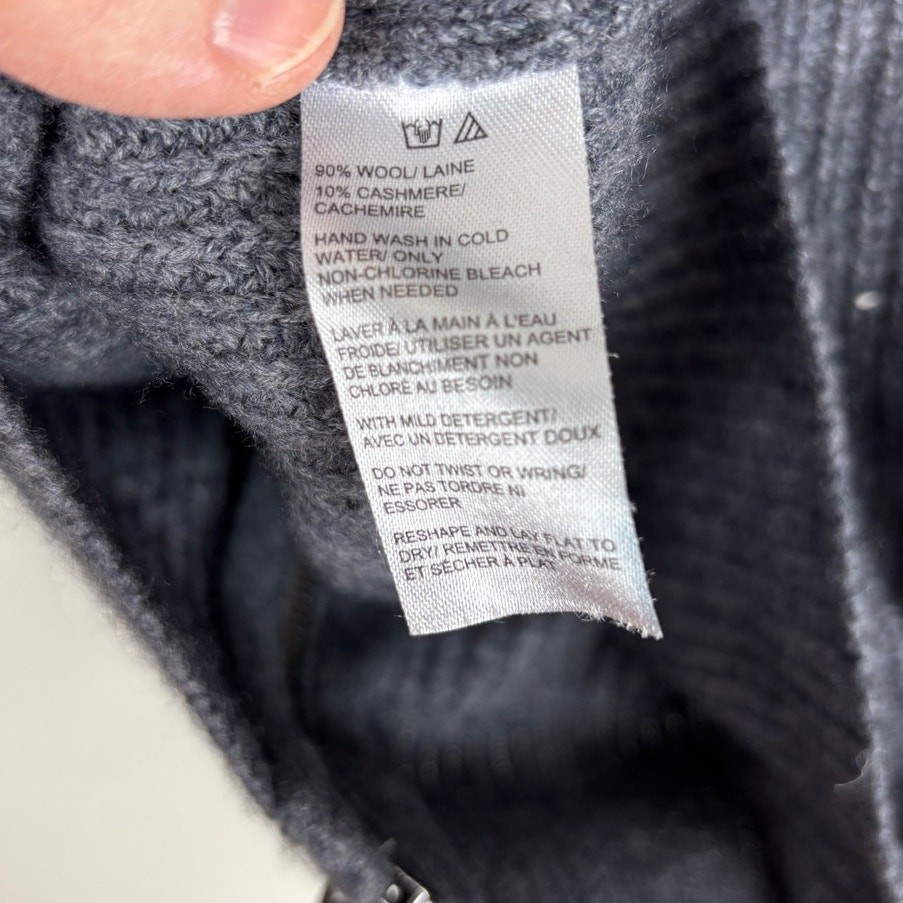 90% WOOL/ LAINE
10% CASHMERE/
CACHEMIRE
HAND WASH IN COLD
WATER/ ONLY
NON-CHLORINE BLEACH
WHEN NEEDED
LAVER À LA MAIN À L'EAU
FROIDE/ UTILISER UN AGENT
DE BLANCHIMENT NON
CHLORÉ AU BESOIN
WITH MILD DETERGENT/
AVEC UN DÉTERGENT DOUX
DO NOT TWIST OR WRING/
NE PAS TORDRE NI
ESSORER
RESHAPE AND LAY FLAT TO
DRY/ REMETTRE EN FORME
ET SÉCHER À PLAT